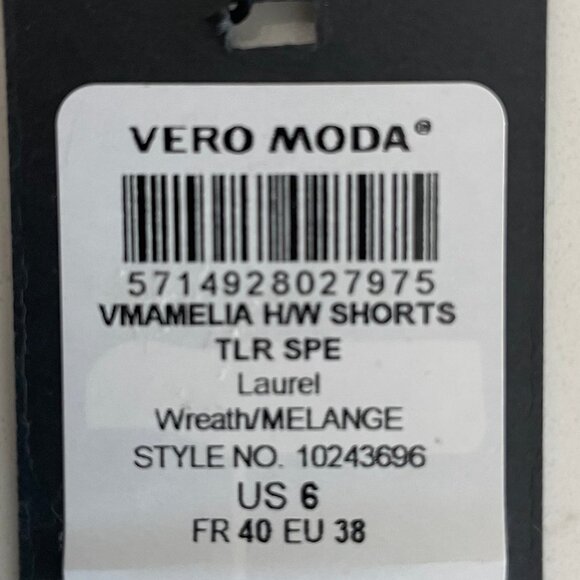 VERO MODA®
5714928027975
VMAMELIA H/W SHORTS
TLR SPE
Laurel
Wreath/MELANGE
STYLE NO. 10243696
US 6
FR 40 EU 38